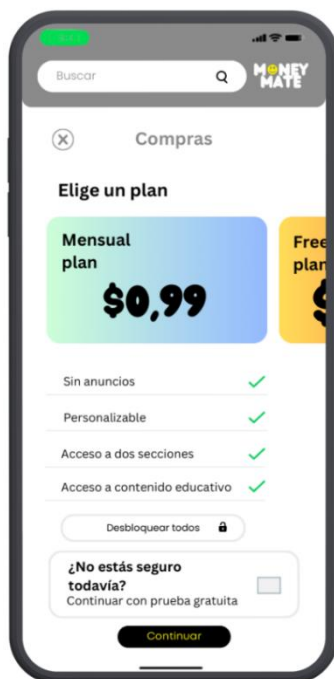 Buscar
MONEY
MATE
Compras
Elige un plan
Mensual
plan
$0,99
Free
plan
$
Sin anuncios
Personalizable
Acceso a dos secciones
Acceso a contenido educativo
Desbloquear todos
¿No estás seguro
todavía?
Continuar con prueba gratuita
Continuar